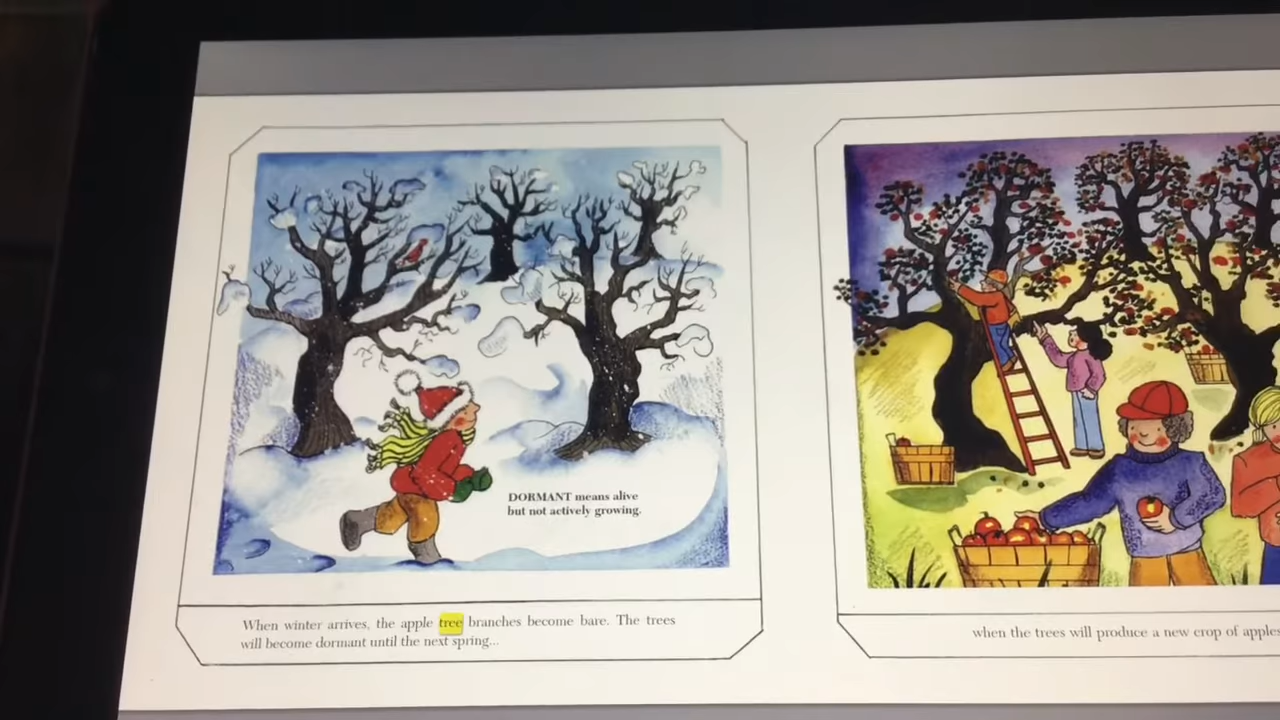 DORMANT means alive
but not actively growing.
When winter arrives, the apple tree branches become bare. The trees
will become dormant until the next spring...
when the trees will produce a new crop of apples